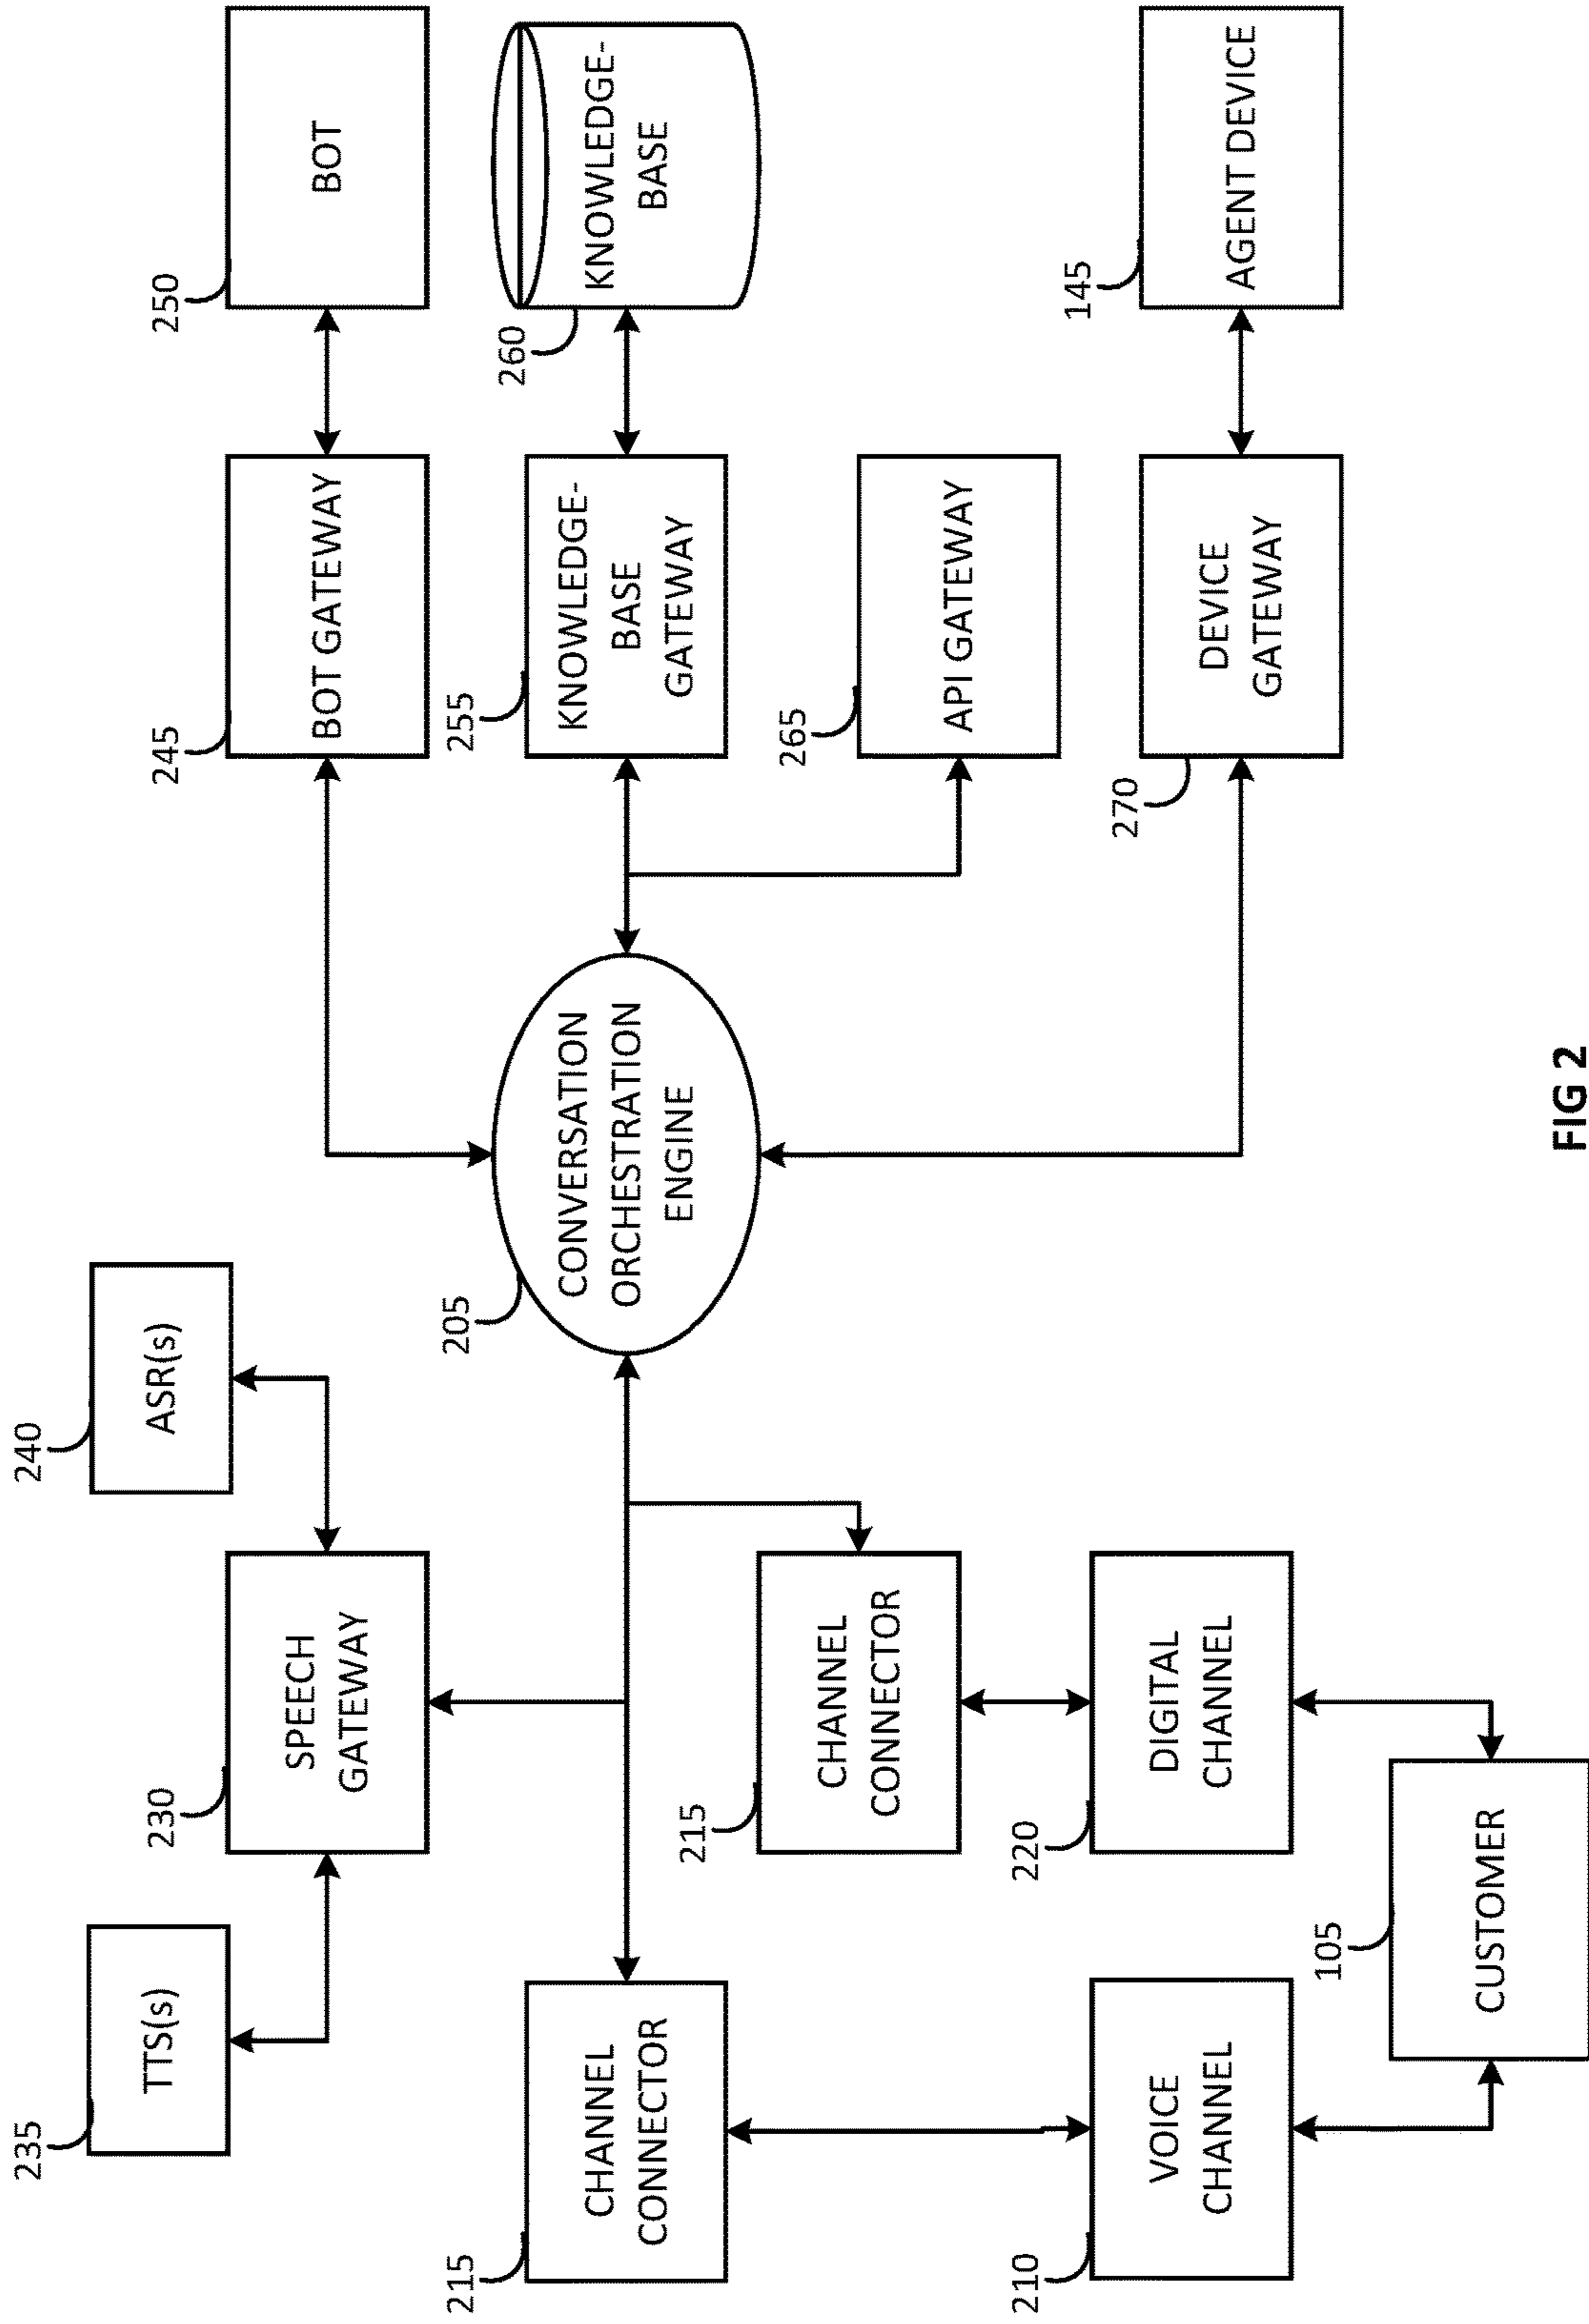 235
TTS(s)
240
ASR(s)
230
SPEECH
GATEWAY
245
BOT GATEWAY
250
BOT
215
CHANNEL
CONNECTOR
205
CONVERSATION
ORCHESTRATION
ENGINE
255
KNOWLEDGE-
BASE
GATEWAY
260
KNOWLEDGE-
BASE
215
CHANNEL
CONNECTOR
265
API GATEWAY
210
VOICE
CHANNEL
220
DIGITAL
CHANNEL
270
DEVICE
GATEWAY
145
AGENT DEVICE
105
CUSTOMER
FIG 2